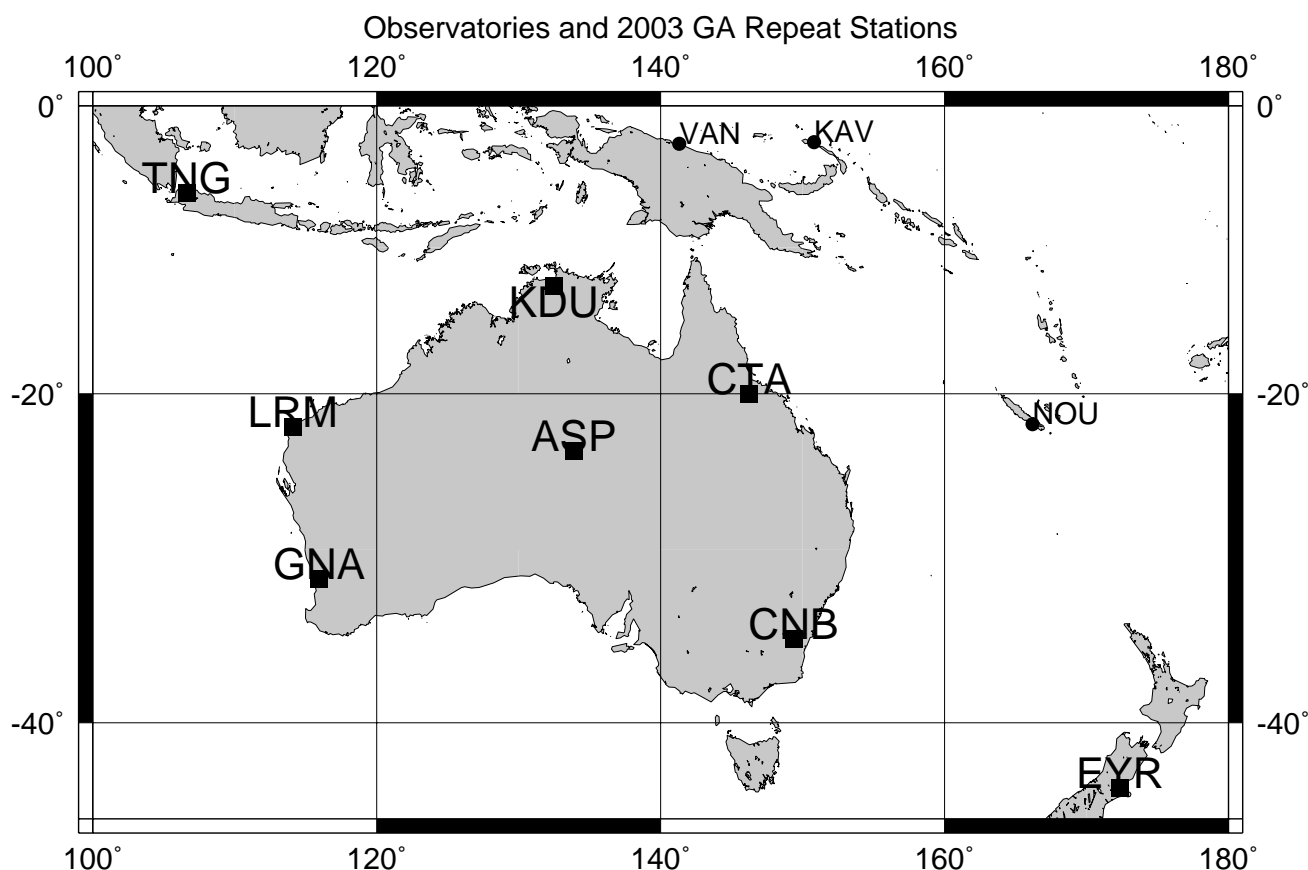 Observatories and 2003 GA Repeat Stations
100˚ 120˚ 140˚ 160˚ 180˚
0˚ 0˚
VAN KAV
TNG
KDU
CTA
-20˚ -20˚
LRM NOU
ASP
GNA
CNB
-40˚ -40˚
EYR
100˚ 120˚ 140˚ 160˚ 180˚